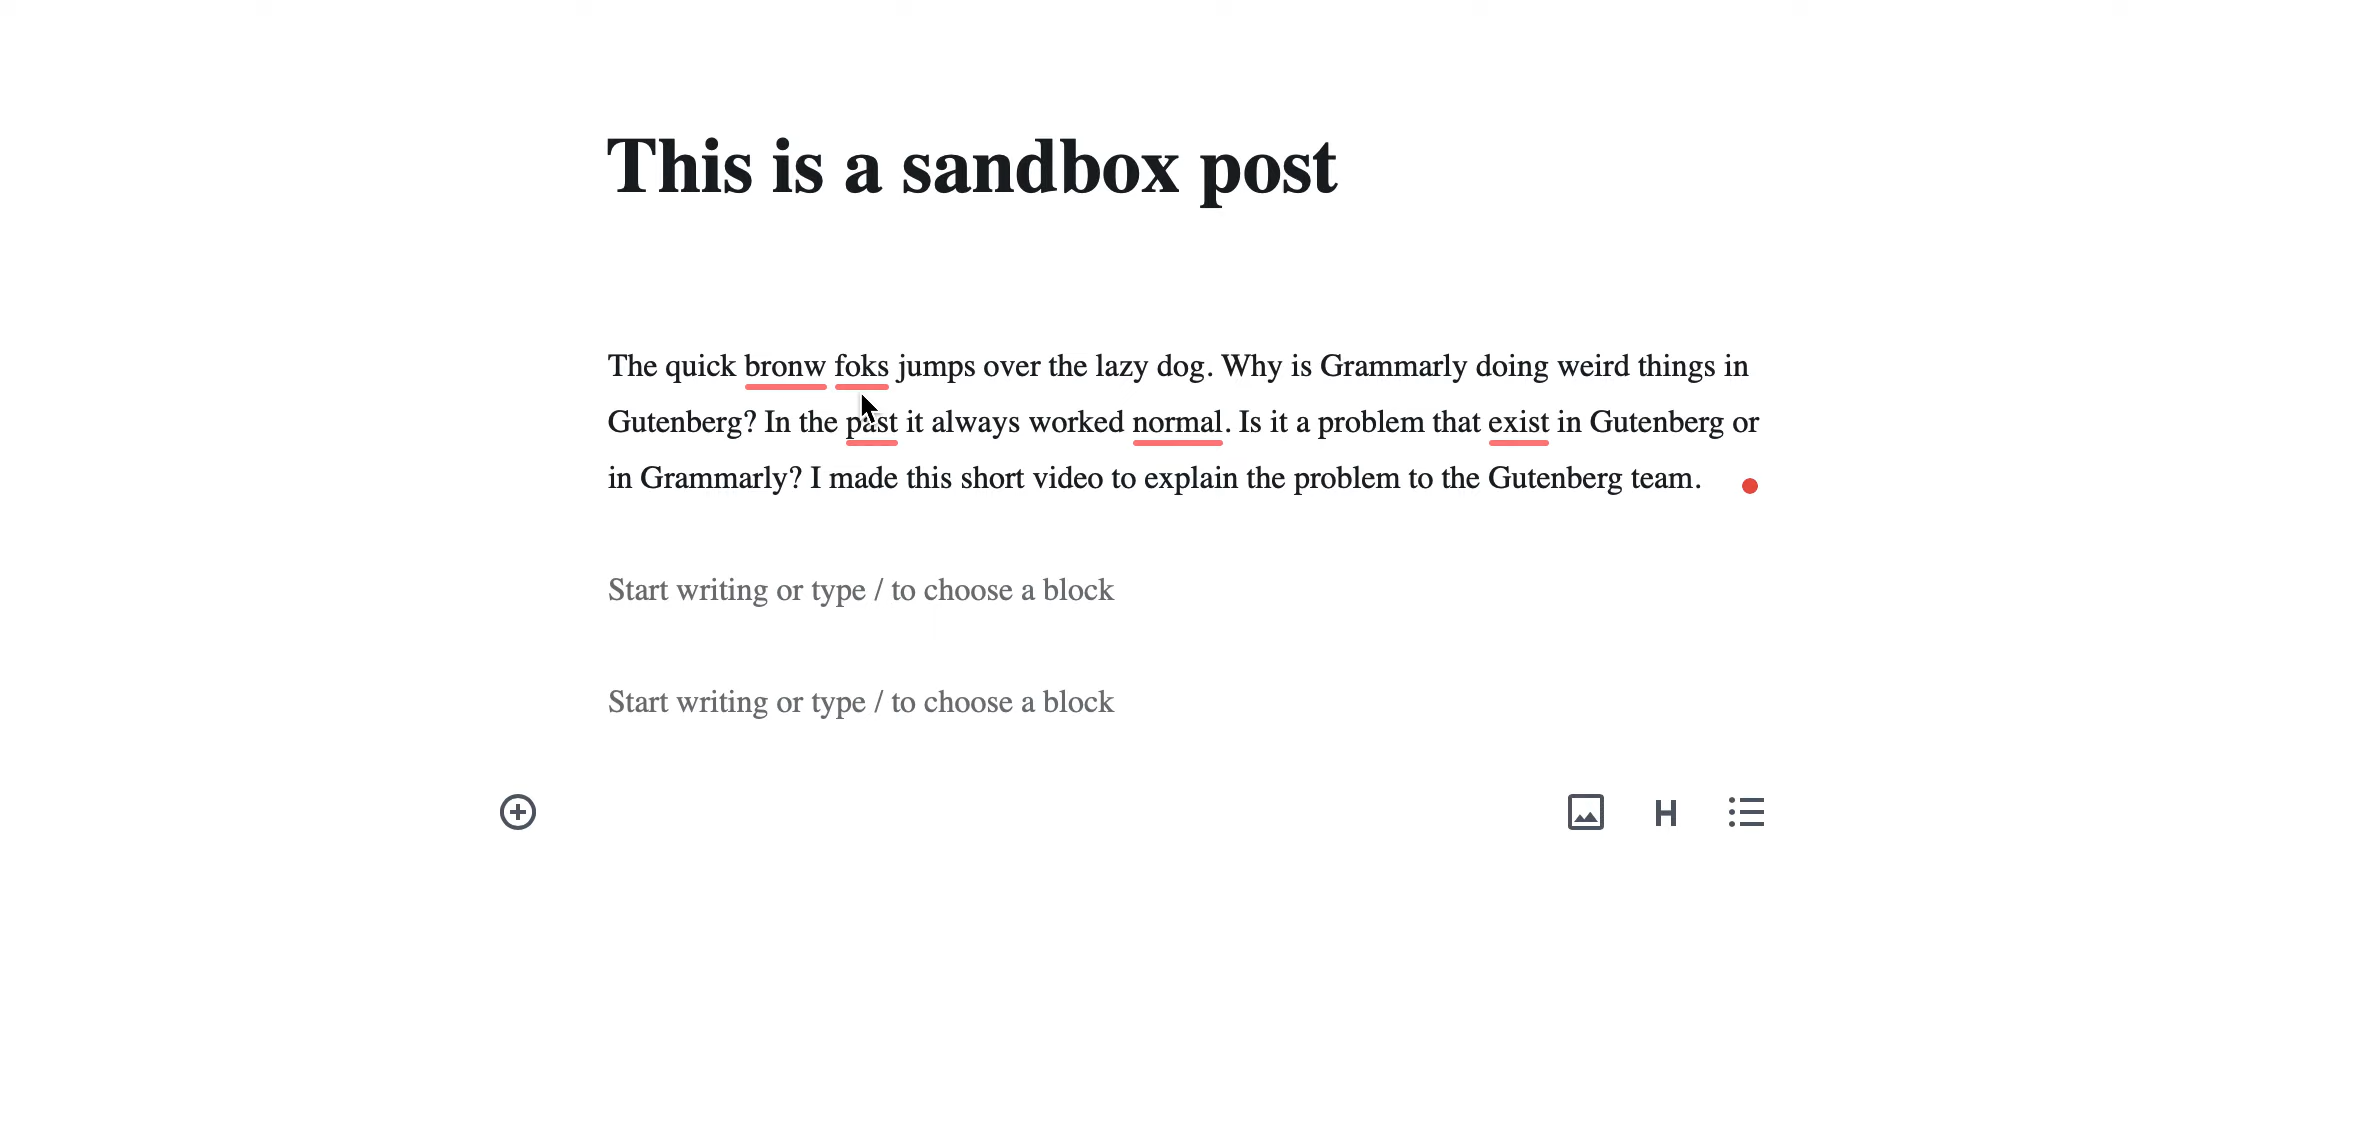 This is a sandbox post
The quick bronw foks jumps over the lazy dog. Why is Grammarly doing weird things in
Gutenberg? In the past it always worked normal. Is it a problem that exist in Gutenberg or
in Grammarly? I made this short video to explain the problem to the Gutenberg team.
Start writing or type / to choose a block
Start writing or type / to choose a block
H